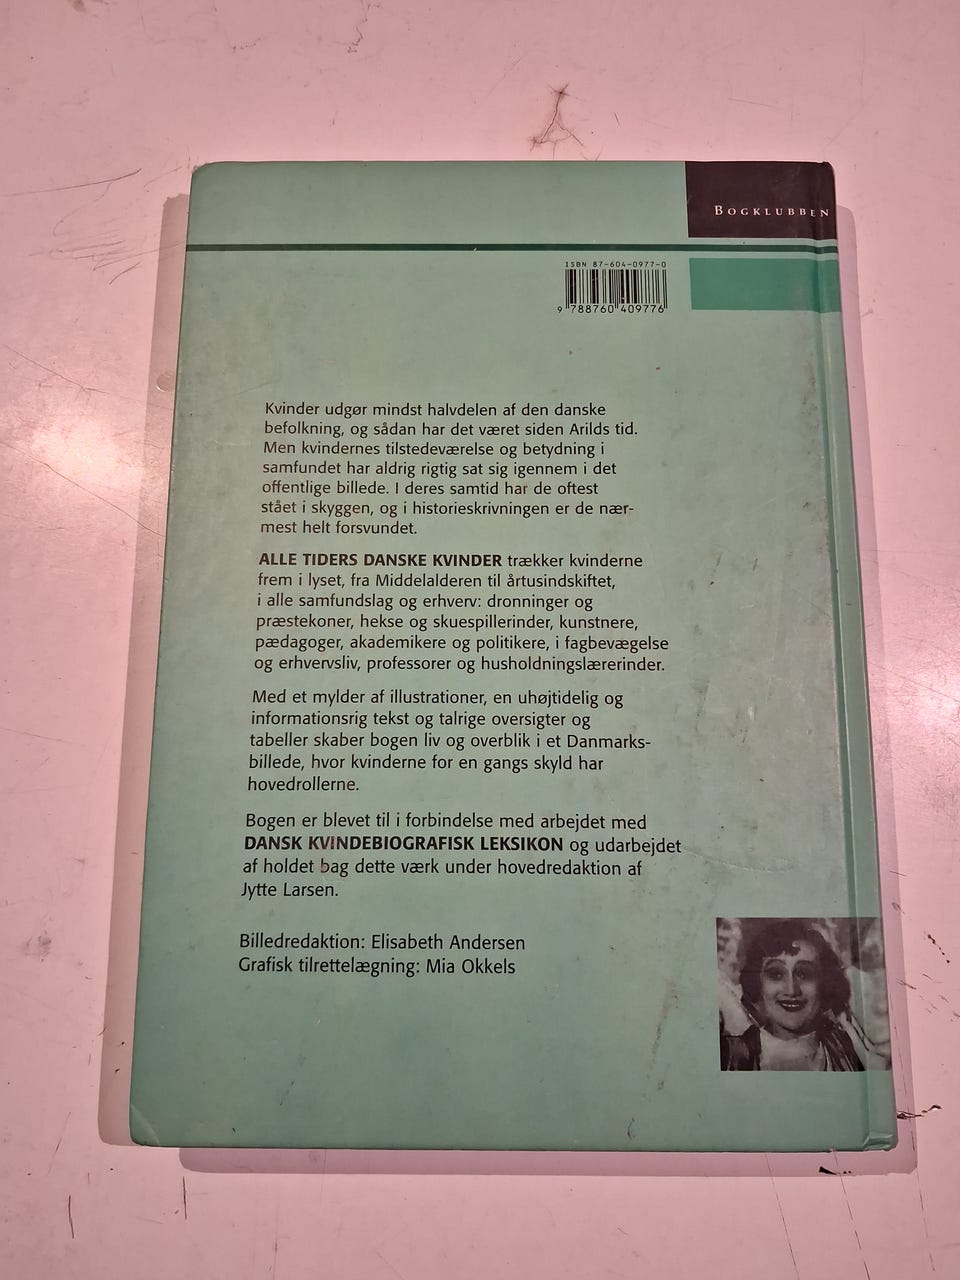 BOGKLUBBEN
ISBN 87-604-0977-0
9 788760 409776
Kvinder udgør mindst halvdelen af den danske
befolkning, og sådan har det været siden Arilds tid.
Men kvindernes tilstedeværelse og betydning i
samfundet har aldrig rigtig sat sig igennem i det
offentlige billede. I deres samtid har de oftest
stået i skyggen, og i historieskrivningen er de nær-
mest helt forsvundet.
ALLE TIDERS DANSKE KVINDER trækker kvinderne
frem i lyset, fra Middelalderen til årtusindskiftet,
i alle samfundslag og erhverv: dronninger og
præstekoner, hekse og skuespillerinder, kunstnere,
pædagoger, akademikere og politikere, i fagbevægelse
og erhvervsliv, professorer og husholdningslærerinder.
Med et mylder af illustrationer, en uhøjtidelig og
informationsrig tekst og talrige oversigter og
tabeller skaber bogen liv og overblik i et Danmarks-
billede, hvor kvinderne for en gangs skyld har
hovedrollerne.
Bogen er blevet til i forbindelse med arbejdet med
DANSK KVINDEBIOGRAFISK LEKSIKON og udarbejdet
af holdet bag dette værk under hovedredaktion af
Jytte Larsen.
Billedredaktion: Elisabeth Andersen
Grafisk tilrettelægning: Mia Okkels